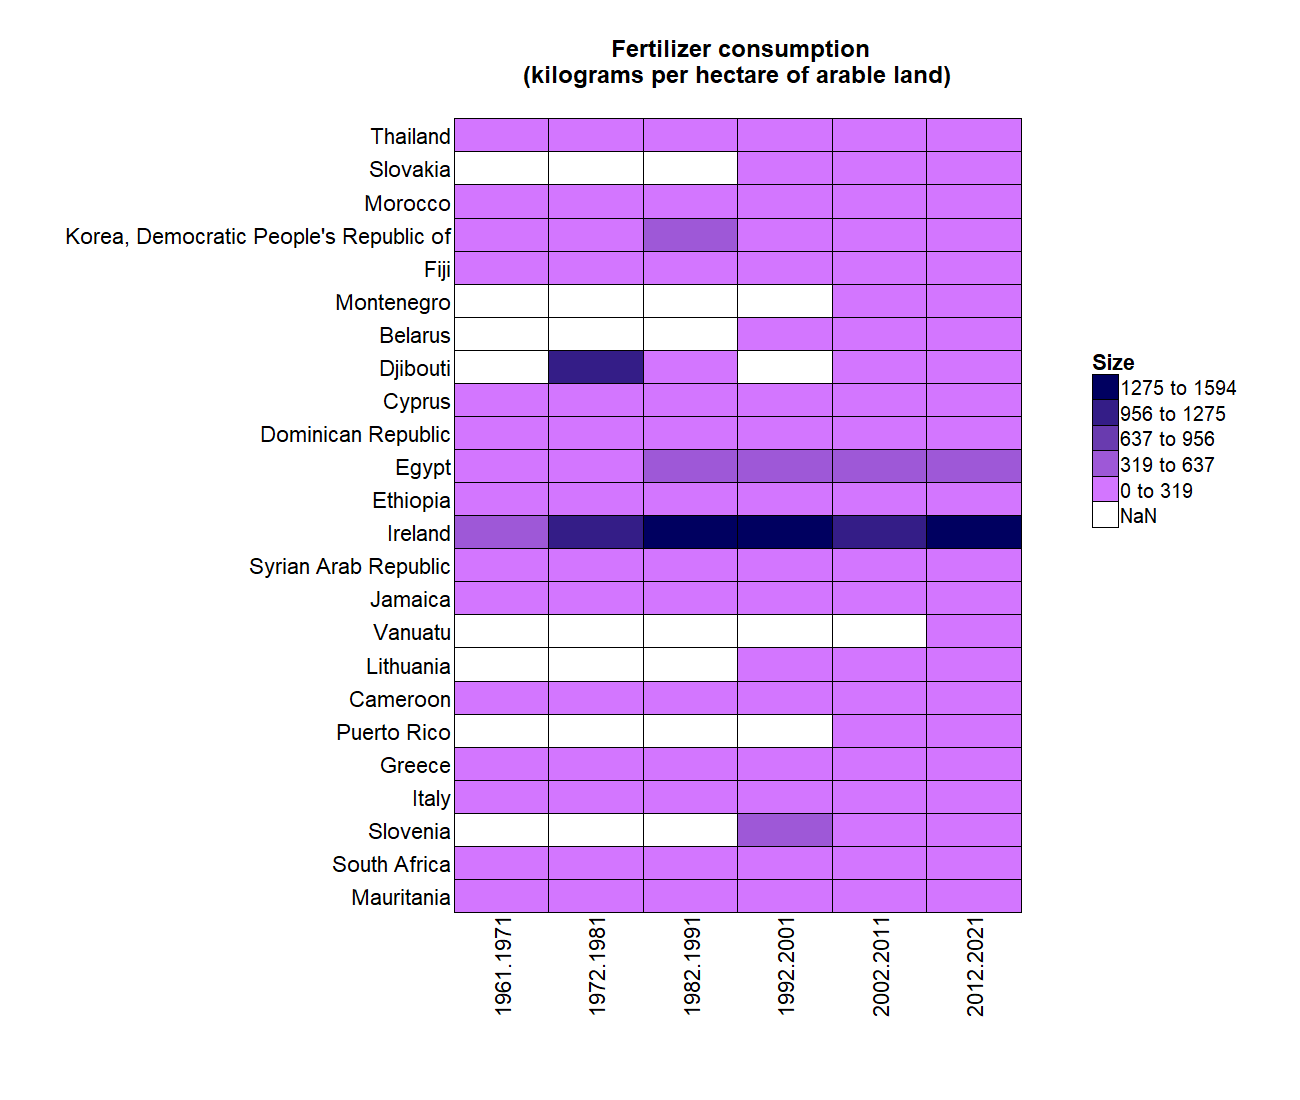 Fertilizer consumption
(kilograms per hectare of arable land)
Thailand
Slovakia
Morocco
Korea, Democratic People's Republic of
Fiji
Montenegro
Belarus
Djibouti
Cyprus
Dominican Republic
Egypt
Ethiopia
Ireland
Syrian Arab Republic
Jamaica
Vanuatu
Lithuania
Cameroon
Puerto Rico
Greece
Italy
Slovenia
South Africa
Mauritania
1961.1971
1972.1981
1982.1991
1992.2001
2002.2011
2012.2021
Size
1275 to 1594
956 to 1275
637 to 956
319 to 637
0 to 319
NaN